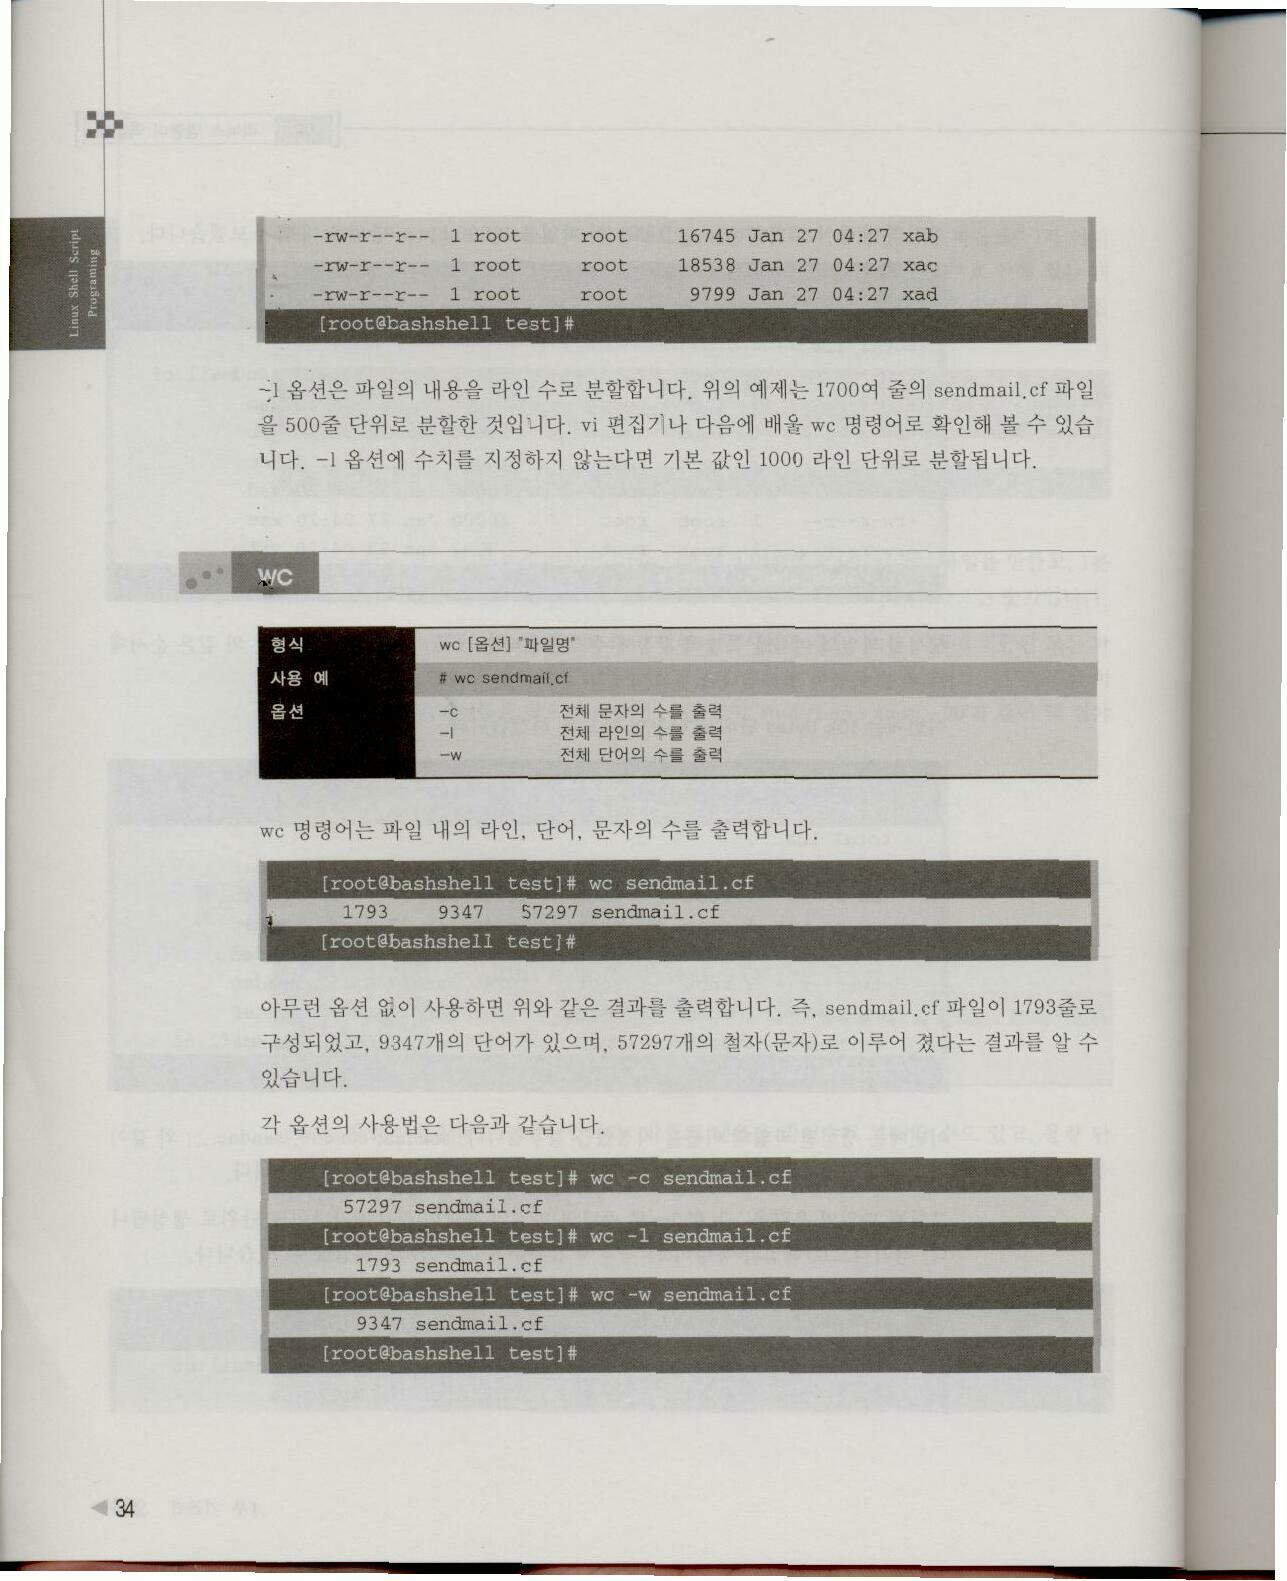 Linux Shell Script
Programing
-rw-r--r-- 1 root root 16745 Jan 27 04:27 xab
-rw-r--r-- 1 root root 18538 Jan 27 04:27 xac
-rw-r--r-- 1 root root 9799 Jan 27 04:27 xad
[root@bashshell test]#
-l 옵션은 파일의 내용을 라인 수로 분할합니다. 위의 예제는 1700여 줄의 sendmail.cf 파일
을 500줄 단위로 분할한 것입니다. vi 편집기나 다음에 배울 wc 명령어로 확인해 볼 수 있습
니다. -l 옵션에 수치를 지정하지 않는다면 기본 값인 1000 라인 단위로 분할됩니다.
WC
형식 wc [옵션] "파일명"
사용 예 # wc sendmail.cf
옵션 -c 전체 문자의 수를 출력
-l 전체 라인의 수를 출력
-w 전체 단어의 수를 출력
wc 명령어는 파일 내의 라인, 단어, 문자의 수를 출력합니다.
[root@bashshell test]# wc sendmail.cf
1793 9347 57297 sendmail.cf
[root@bashshell test]#
아무런 옵션 없이 사용하면 위와 같은 결과를 출력합니다. 즉, sendmail.cf 파일이 1793줄로
구성되었고, 9347개의 단어가 있으며, 57297개의 철자(문자)로 이루어 졌다는 결과를 알 수
있습니다.
각 옵션의 사용법은 다음과 같습니다.
[root@bashshell test]# wc -c sendmail.cf
57297 sendmail.cf
[root@bashshell test]# wc -l sendmail.cf
1793 sendmail.cf
[root@bashshell test]# wc -w sendmail.cf
9347 sendmail.cf
[root@bashshell test]#
34